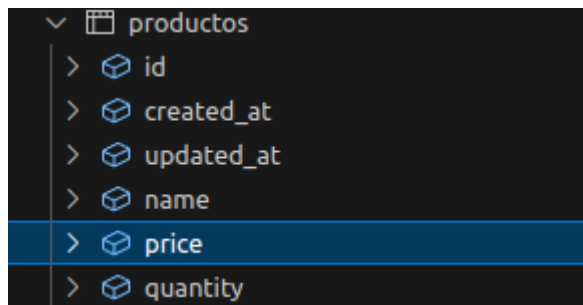 productos
id
created_at
updated_at
name
price
quantity